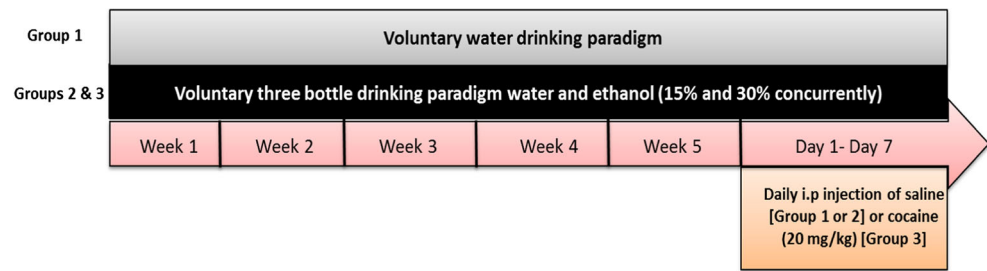 Group 1
Voluntary water drinking paradigm
Groups 2 & 3
Voluntary three bottle drinking paradigm water and ethanol (15% and 30% concurrently)
Week 1
Week 2
Week 3
Week 4
Week 5
Day 1- Day 7
Daily i.p injection of saline
[Group 1 or 2] or cocaine
(20 mg/kg) [Group 3]